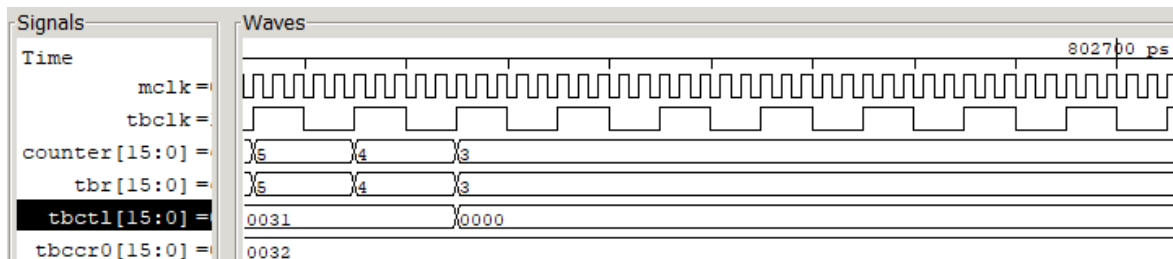 Signals Waves
Time 802700 ps
mclk =
tbclk =
counter[15:0] = 5 4 3
tbr[15:0] = 5 4 3
tbctl[15:0] = 0031 0000
tbccr0[15:0] = 0032